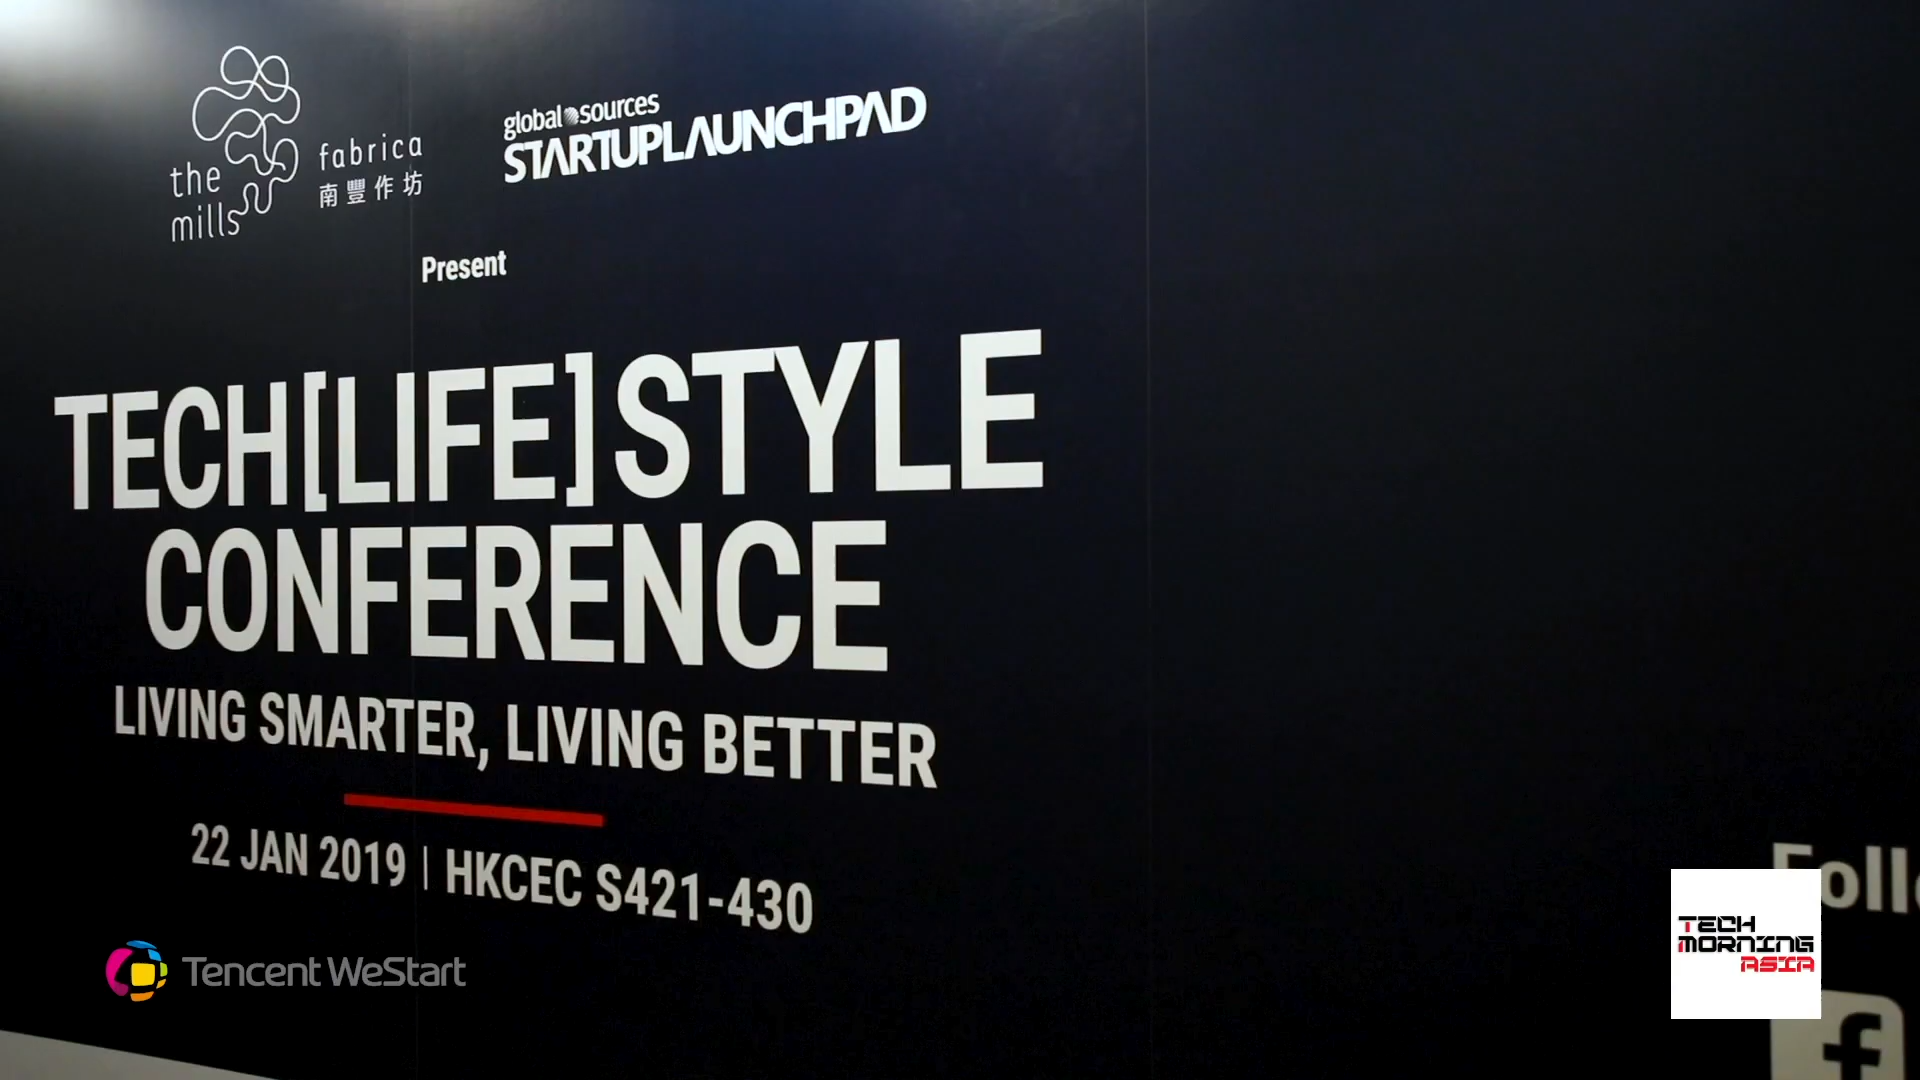 the
mills
fabrica
南豐作坊
global sources
STARTUPLAUNCHPAD
Present
TECH[LIFE]STYLE
CONFERENCE
LIVING SMARTER, LIVING BETTER
22 JAN 2019 | HKCEC S421-430
Tencent WeStart
Foll
TECH
MORNING
ASIA
f